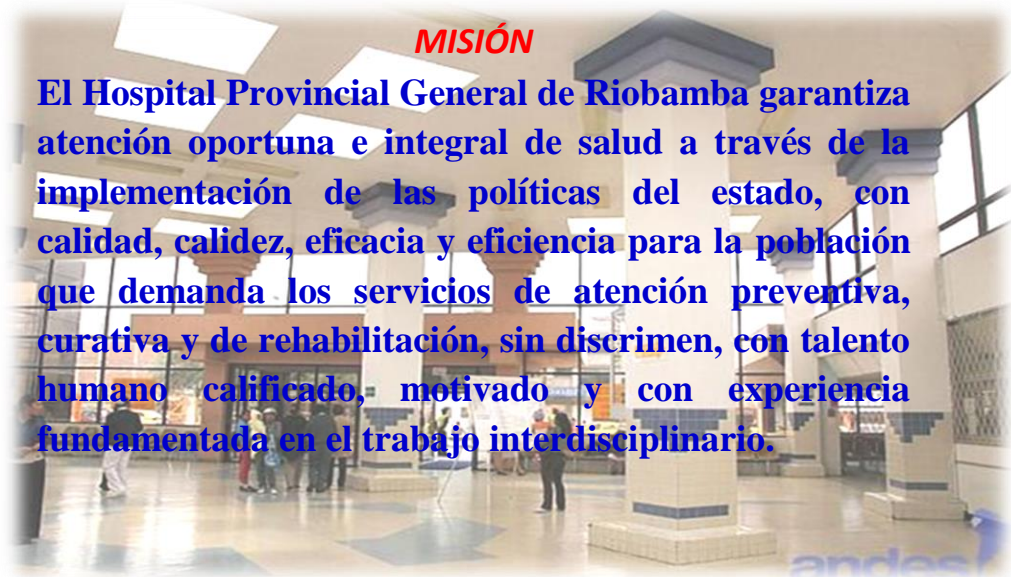 MISIÓN
El Hospital Provincial General de Riobamba garantiza
atención oportuna e integral de salud a través de la
implementación de las políticas del estado, con
calidad, calidez, eficacia y eficiencia para la población
que demanda los servicios de atención preventiva,
curativa y de rehabilitación, sin discrimen, con talento
humano calificado, motivado y con experiencia
fundamentada en el trabajo interdisciplinario.
andes